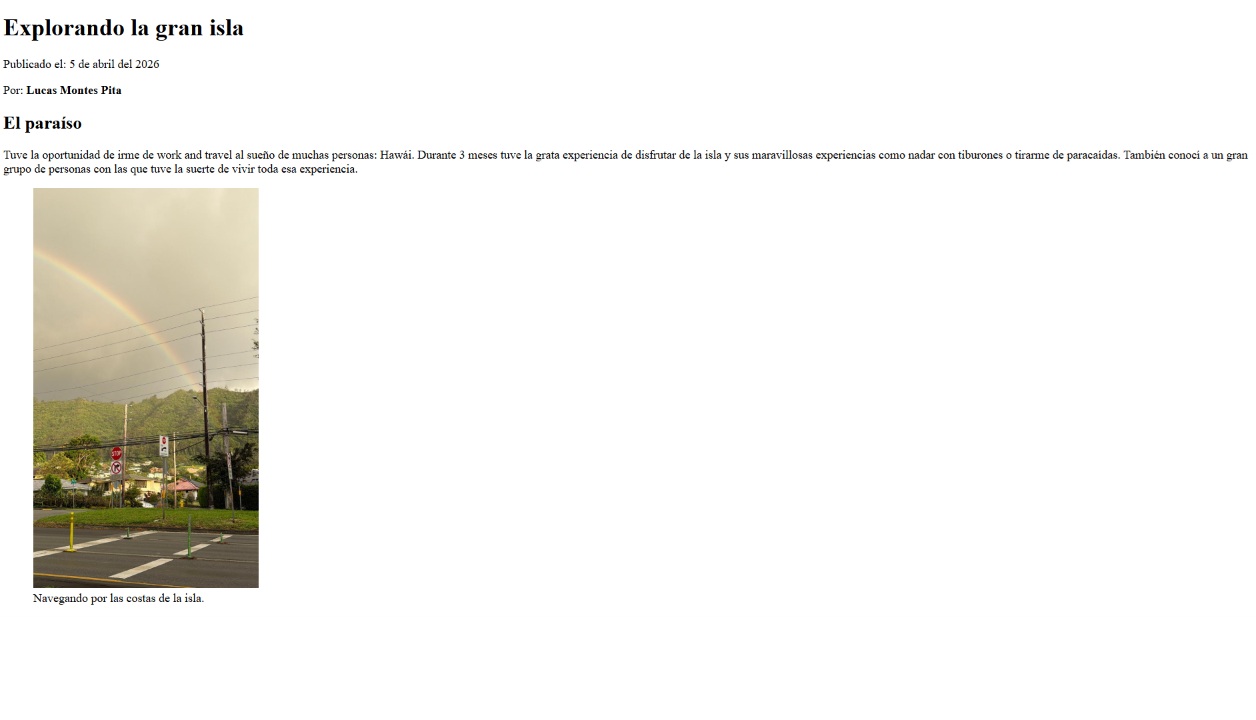 Explorando la gran isla
Publicado el: 5 de abril del 2026
Por: Lucas Montes Pita
El paraíso
Tuve la oportunidad de irme de work and travel al sueño de muchas personas: Hawái. Durante 3 meses tuve la grata experiencia de disfrutar de la isla y sus maravillosas experiencias como nadar con tiburones o tirarme de paracaídas. También conocí a un gran
grupo de personas con las que tuve la suerte de vivir toda esa experiencia.
STOP
Navegando por las costas de la isla.